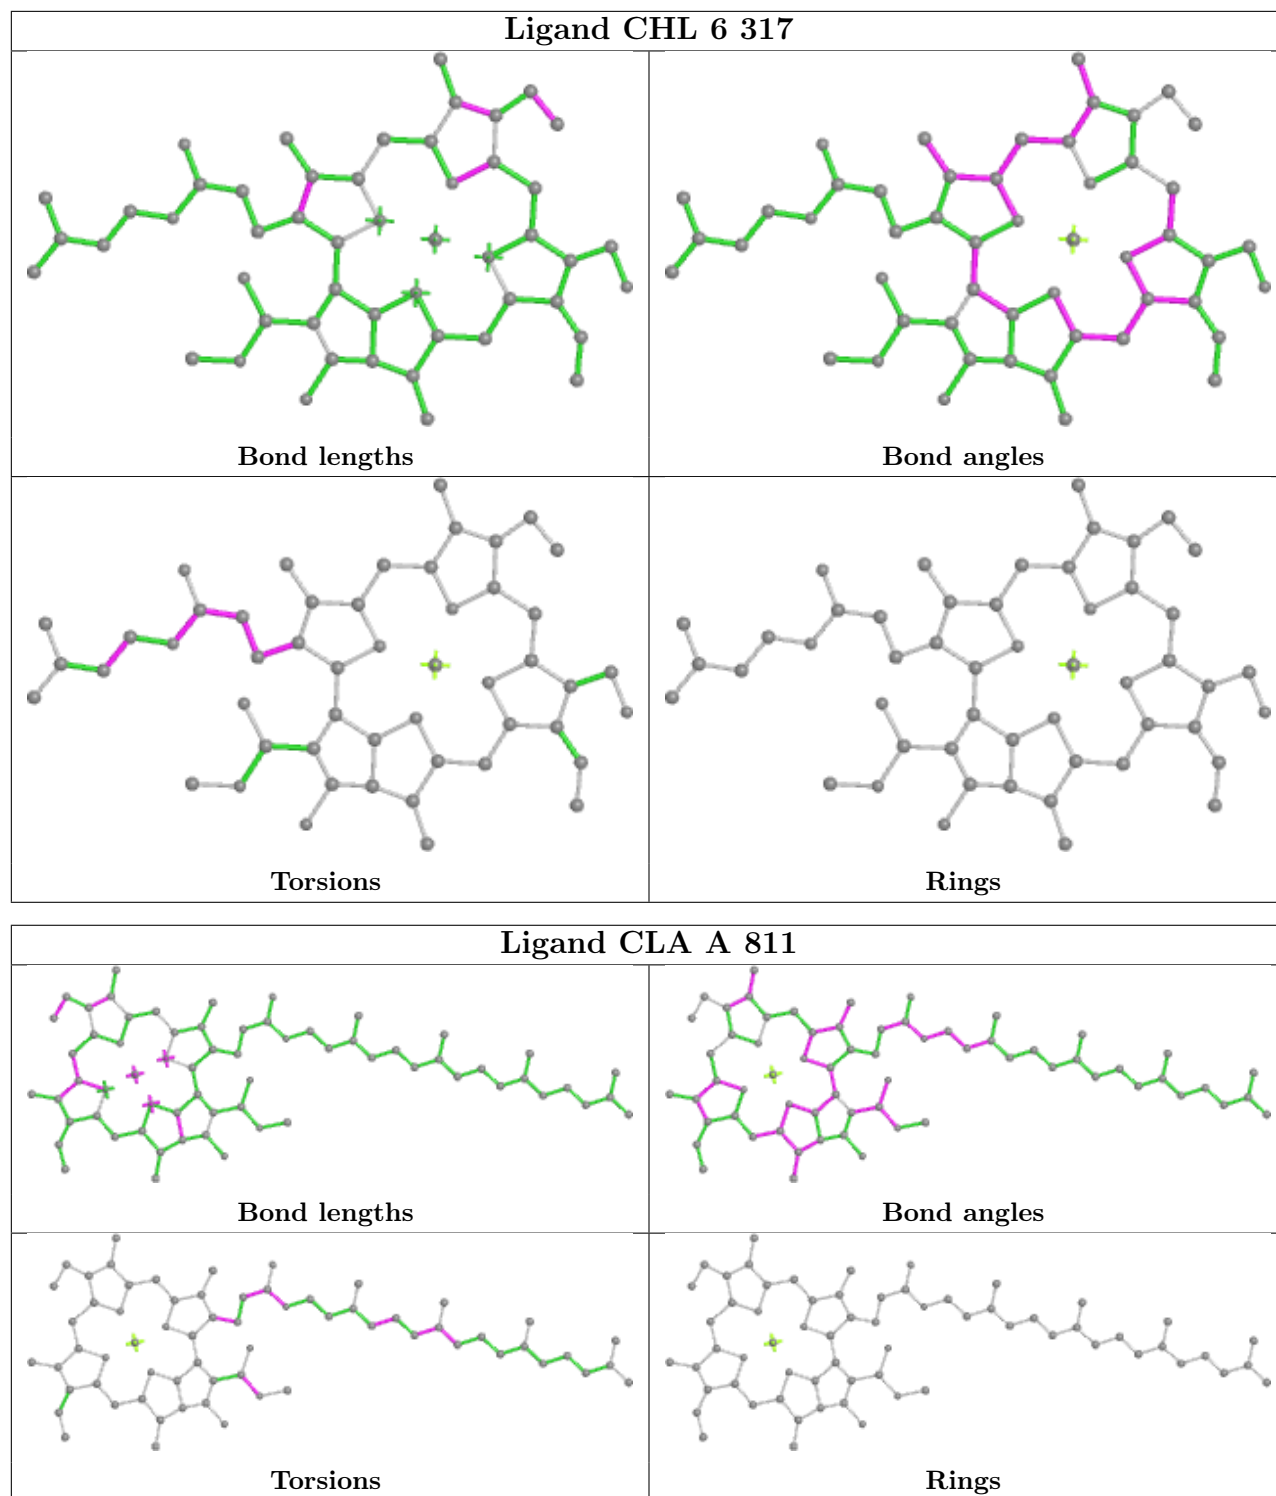 Ligand CHL 6 317
Bond lengths
Bond angles
Torsions
Rings
Ligand CLA A 811
Bond lengths
Bond angles
Torsions
Rings